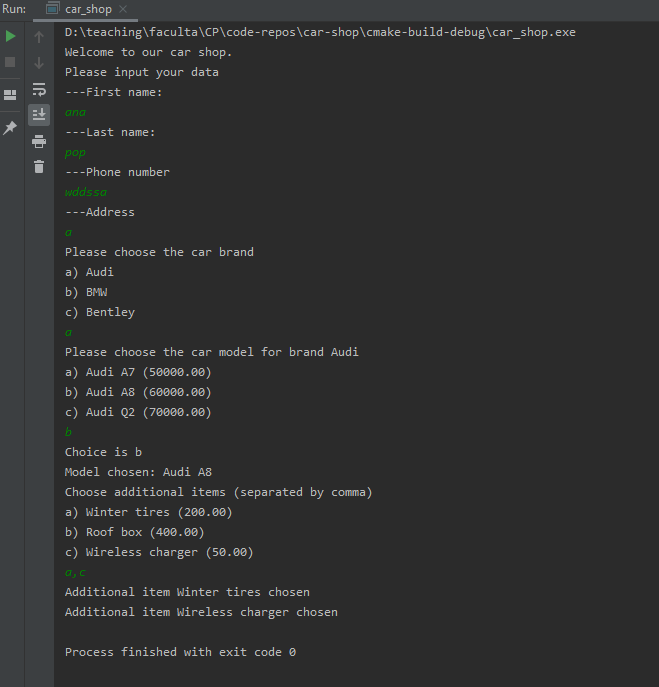 Run: car_shop
D:\teaching\faculta\CP\code-repos\car-shop\cmake-build-debug\car_shop.exe
Welcome to our car shop.
Please input your data
---First name:
ana
---Last name:
pop
---Phone number
wddssa
---Address
a
Please choose the car brand
a) Audi
b) BMW
c) Bentley
a
Please choose the car model for brand Audi
a) Audi A7 (50000.00)
b) Audi A8 (60000.00)
c) Audi Q2 (70000.00)
b
Choice is b
Model chosen: Audi A8
Choose additional items (separated by comma)
a) Winter tires (200.00)
b) Roof box (400.00)
c) Wireless charger (50.00)
a,c
Additional item Winter tires chosen
Additional item Wireless charger chosen
Process finished with exit code 0